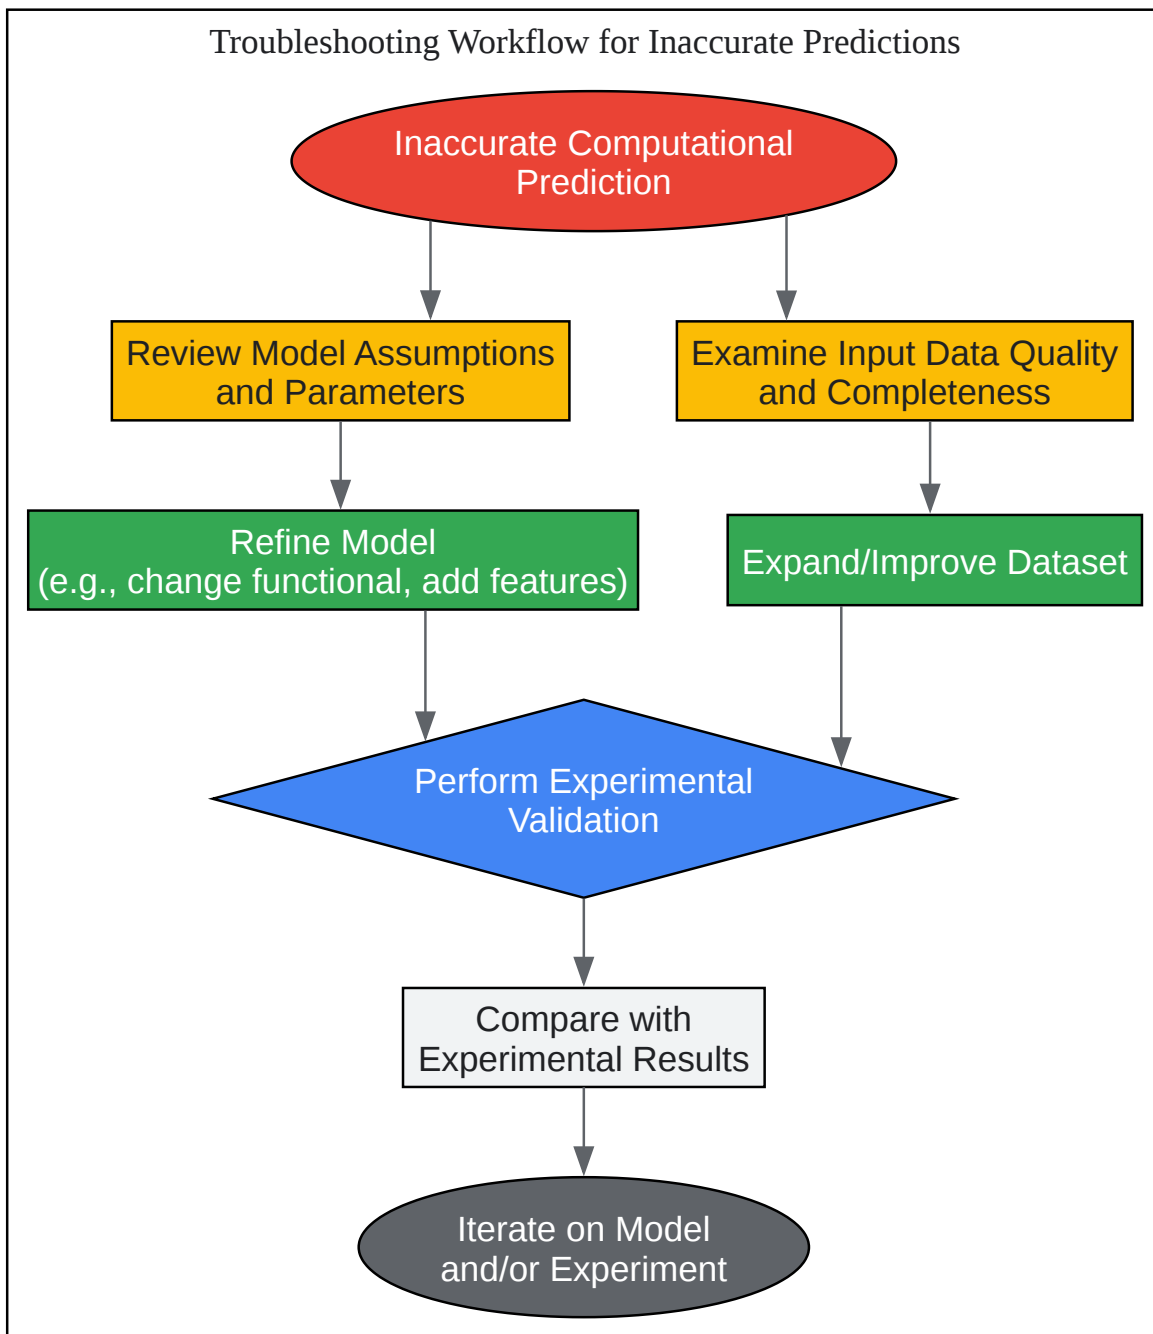 Troubleshooting Workflow for Inaccurate Predictions
Inaccurate Computational
Prediction
Review Model Assumptions
and Parameters
Examine Input Data Quality
and Completeness
Refine Model
(e.g., change functional, add features)
Expand/Improve Dataset
Perform Experimental
Validation
Compare with
Experimental Results
Iterate on Model
and/or Experiment